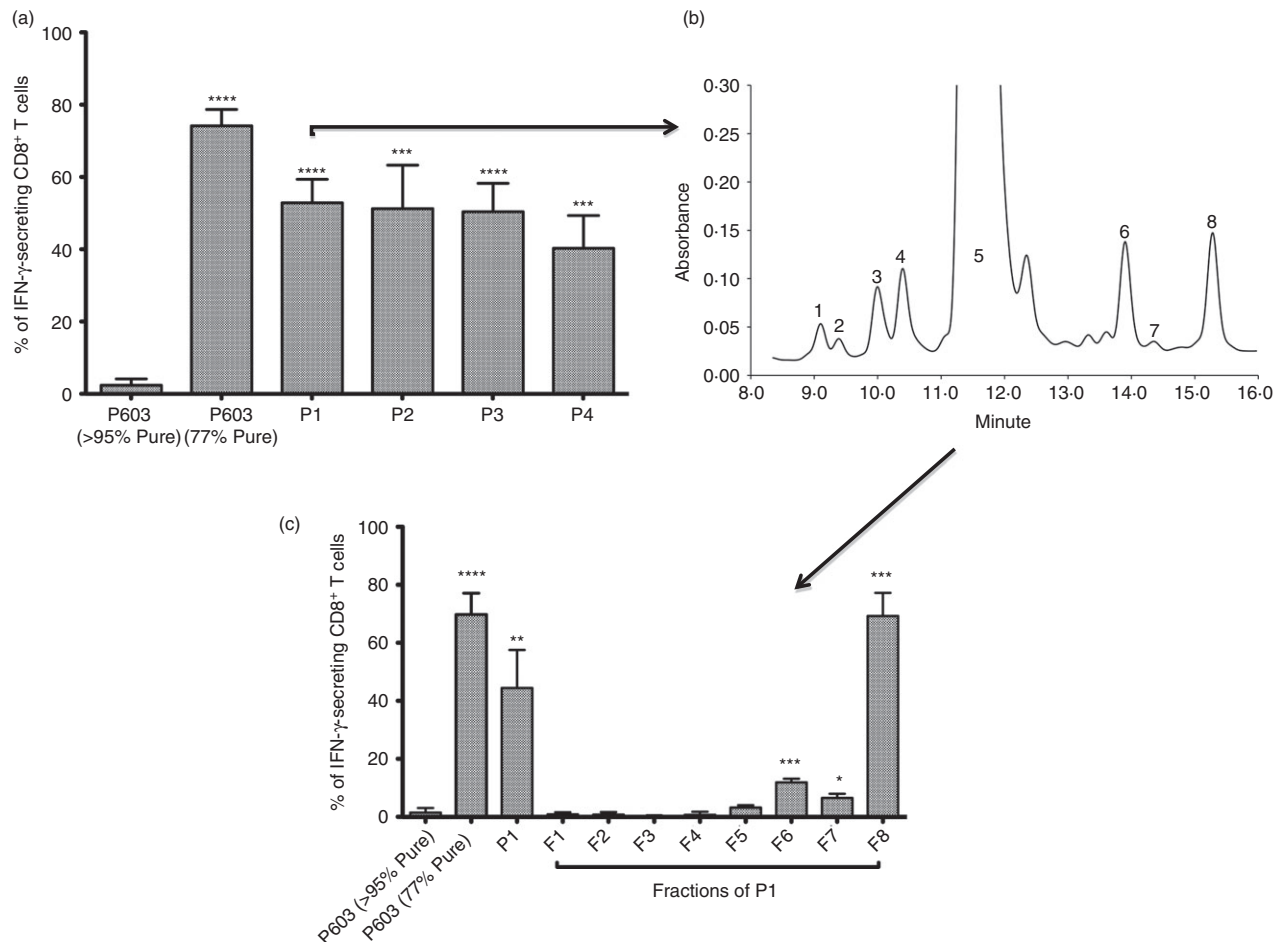 (a)
100
80
60
40
20
0
% of IFN-γ-secreting CD8⁺ T cells
****
****
***
****
***
P603
(>95% Pure)
P603
(77% Pure)
P1
P2
P3
P4
(b)
0·30
0·25
0·20
0·15
0·10
0·05
0·00
Absorbance
1
2
3
4
5
6
7
8
8·0
9·0
10·0
11·0
12·0
13·0
14·0
15·0
16·0
Minute
(c)
100
80
60
40
20
0
% of IFN-γ-secreting CD8⁺ T cells
****
**
***
*
***
P603 (>95% Pure)
P603 (77% Pure)
P1
F1
F2
F3
F4
F5
F6
F7
F8
Fractions of P1